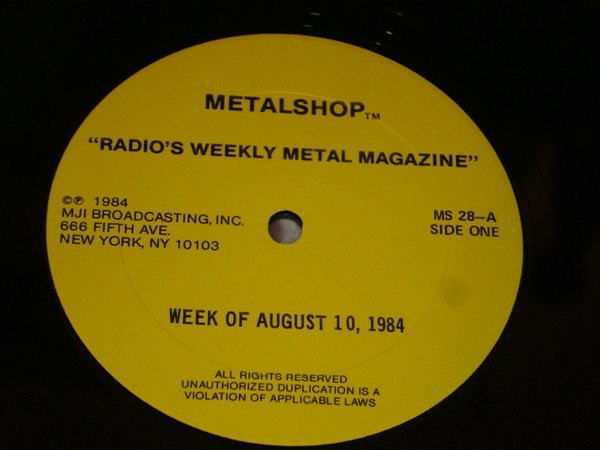 METALSHOP™
“RADIO'S WEEKLY METAL MAGAZINE”
©℗ 1984
MJI BROADCASTING, INC.
666 FIFTH AVE.
NEW YORK, NY 10103
MS 28–A
SIDE ONE
WEEK OF AUGUST 10, 1984
ALL RIGHTS RESERVED
UNAUTHORIZED DUPLICATION IS A
VIOLATION OF APPLICABLE LAWS